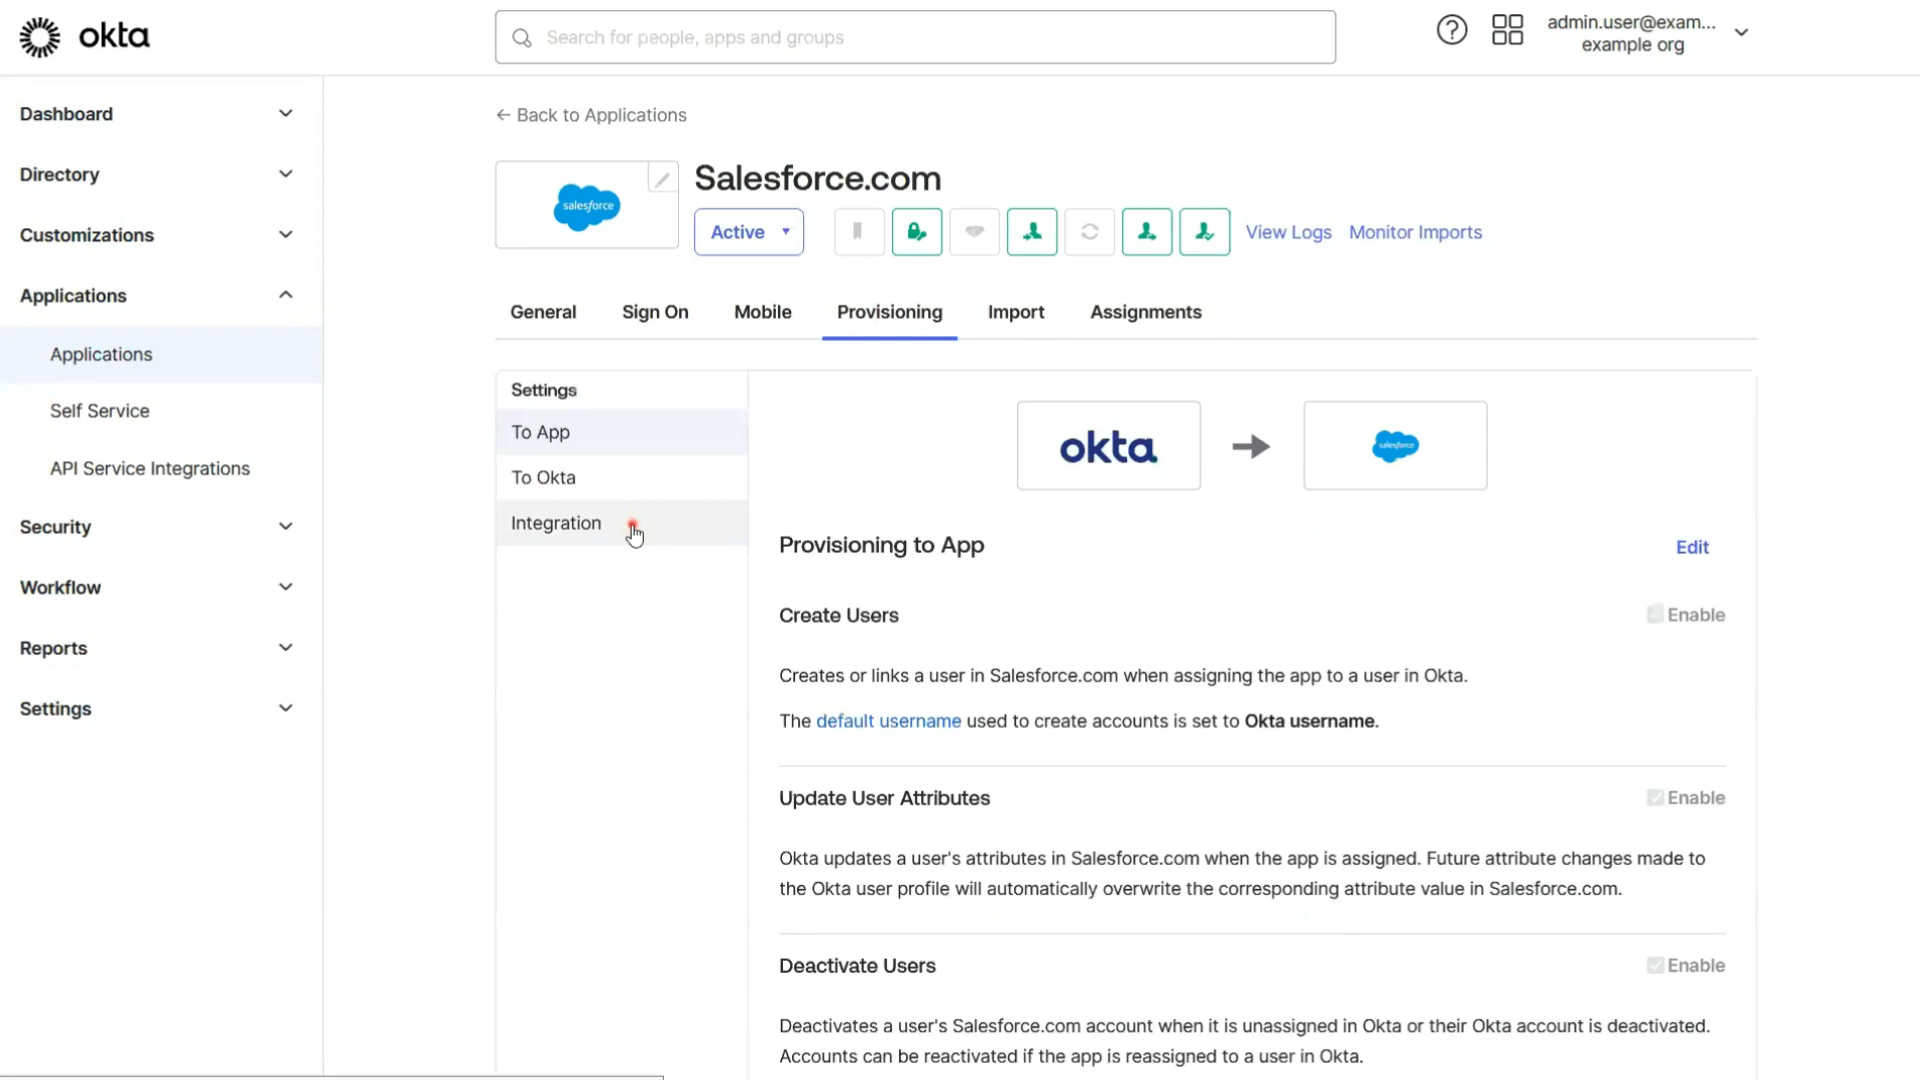 okta
Search for people, apps and groups
admin.user@exam...
example org
Dashboard
Directory
Customizations
Applications
Applications
Self Service
API Service Integrations
Security
Workflow
Reports
Settings
← Back to Applications
salesforce
Salesforce.com
Active
View Logs
Monitor Imports
General
Sign On
Mobile
Provisioning
Import
Assignments
Settings
To App
To Okta
Integration
okta
salesforce
Provisioning to App
Edit
Create Users
Enable
Creates or links a user in Salesforce.com when assigning the app to a user in Okta.
The default username used to create accounts is set to Okta username.
Update User Attributes
Enable
Okta updates a user's attributes in Salesforce.com when the app is assigned. Future attribute changes made to
the Okta user profile will automatically overwrite the corresponding attribute value in Salesforce.com.
Deactivate Users
Enable
Deactivates a user's Salesforce.com account when it is unassigned in Okta or their Okta account is deactivated.
Accounts can be reactivated if the app is reassigned to a user in Okta.